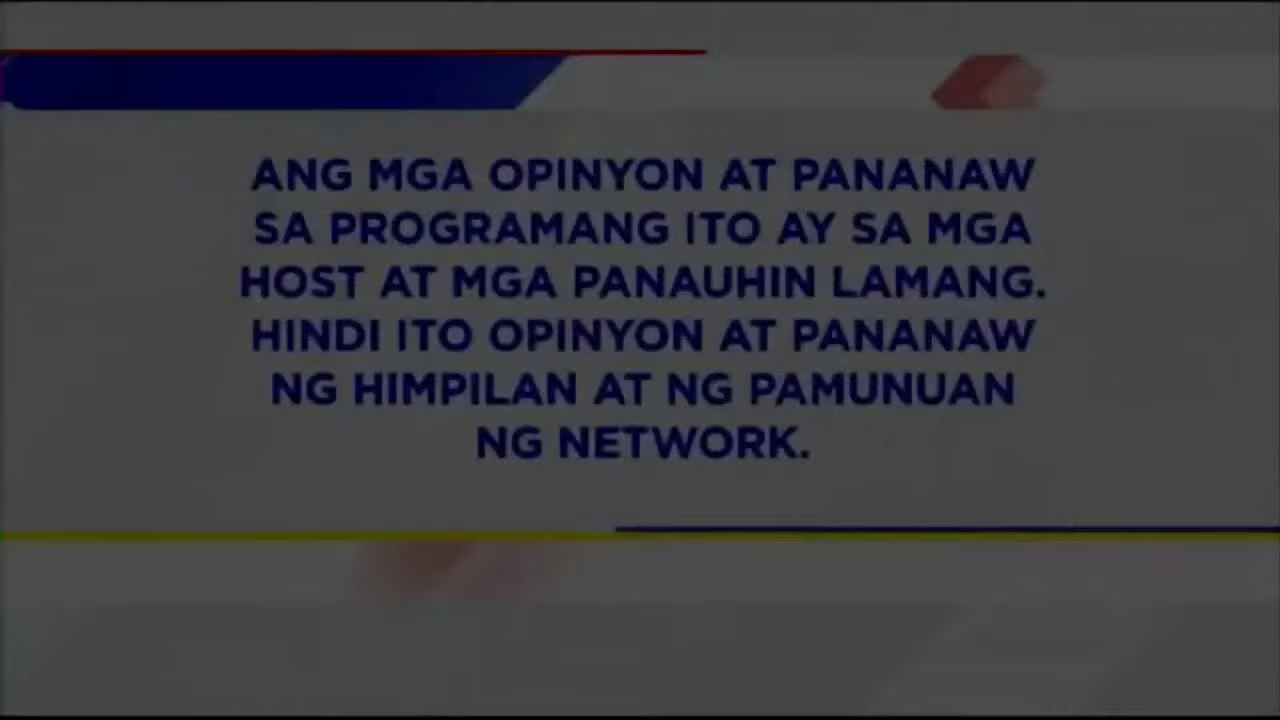 ANG MGA OPINYON AT PANANAW
SA PROGRAMANG ITO AY SA MGA
HOST AT MGA PANAUHIN LAMANG.
HINDI ITO OPINYON AT PANANAW
NG HIMPILAN AT NG PAMUNUAN
NG NETWORK.